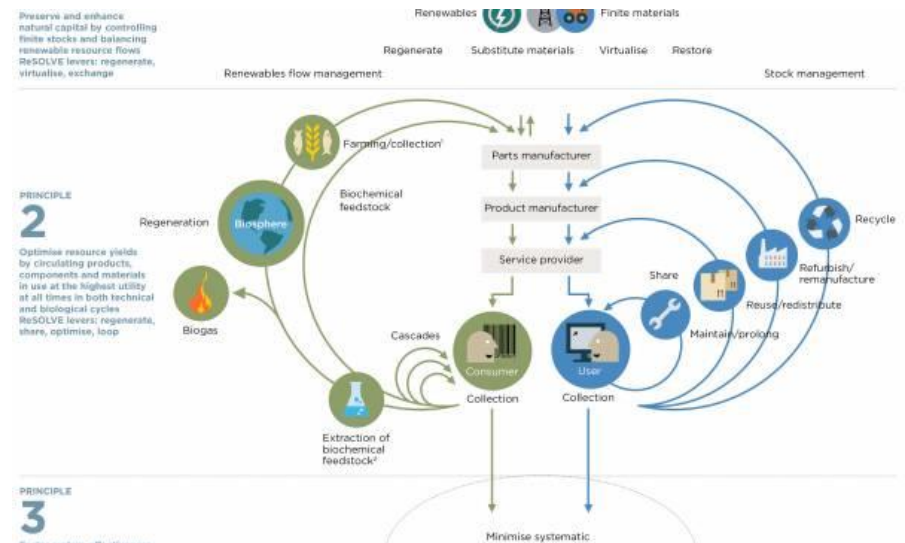 Preserve and enhance
natural capital by controlling
finite stocks and balancing
renewable resource flows
ReSOLVE levers: regenerate,
virtualise, exchange
Renewables
Finite materials
Regenerate
Substitute materials
Virtualise
Restore
Renewables flow management
Stock management
PRINCIPLE
2
Optimise resource yields
by circulating products,
components and materials
in use at the highest utility
at all times in both technical
and biological cycles
ReSOLVE levers: regenerate,
share, optimise, loop
Farming/collection¹
Parts manufacturer
Biochemical
feedstock
Regeneration
Biosphere
Product manufacturer
Recycle
Service provider
Share
Refurbish/
remanufacture
Reuse/redistribute
Biogas
Cascades
Maintain/prolong
Consumer
User
Collection
Collection
Extraction of
biochemical
feedstock²
PRINCIPLE
3
Minimise systematic